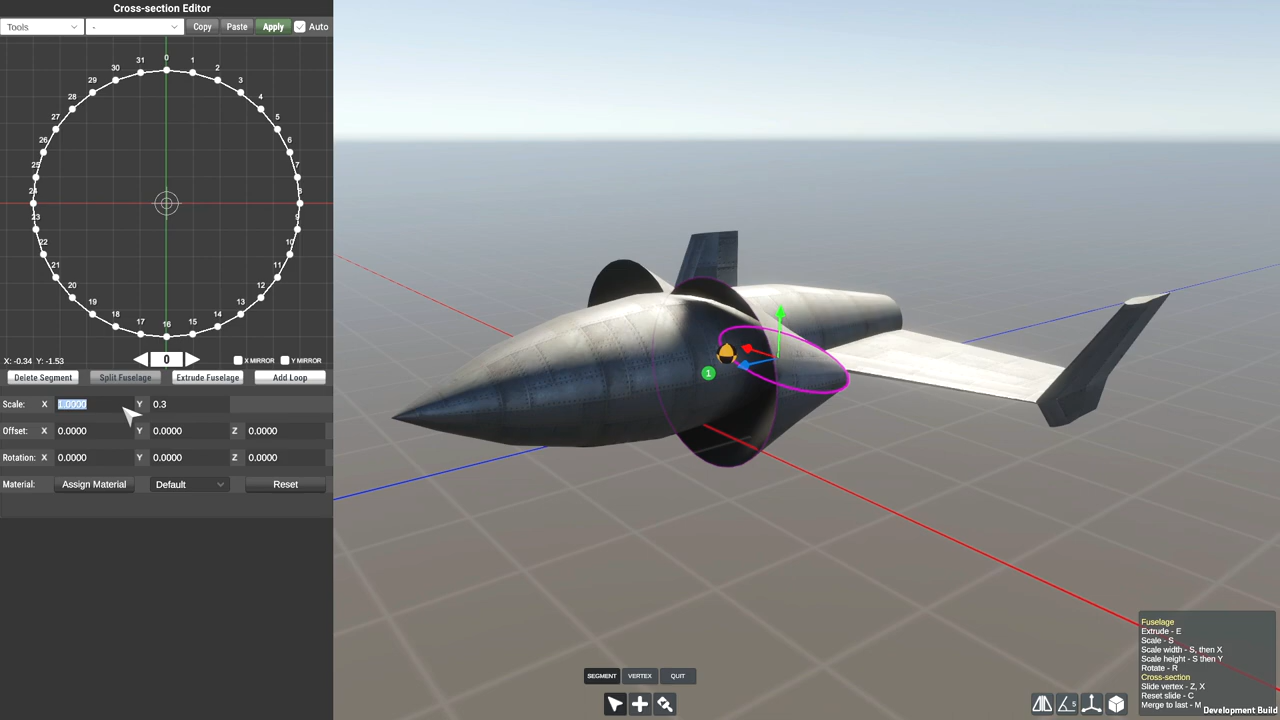 Cross-section Editor
Tools - Copy Paste Apply Auto
0
31 1
30 2
29 3
28 4
27 5
26 6
25 7
24 8
23 9
22 10
21 11
20 12
19 13
18 14
17 15
16
X: -0.34 Y: -1.53 0 X MIRROR Y MIRROR
Delete Segment Split Fuselage Extrude Fuselage Add Loop
Scale: X 1.0000 Y 0.3
Offset: X 0.0000 Y 0.0000 Z 0.0000
Rotation: X 0.0000 Y 0.0000 Z 0.0000
Material: Assign Material Default Reset
1
SEGMENT VERTEX QUIT
5
Fuselage
Extrude - E
Scale - S
Scale width - S, then X
Scale height - S then Y
Rotate - R
Cross-section
Slide vertex - Z, X
Reset slide - C
Merge to last - M
Development Build